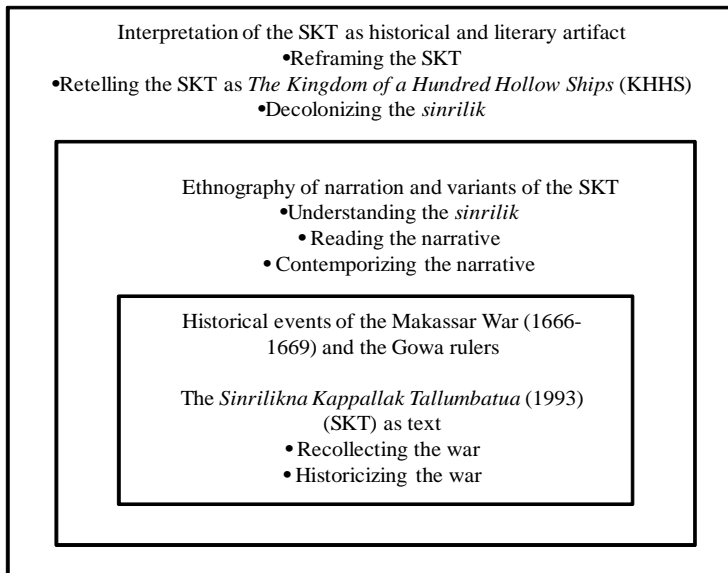 Interpretation of the SKT as historical and literary artifact
•Reframing the SKT
•Retelling the SKT as The Kingdom of a Hundred Hollow Ships (KHHS)
•Decolonizing the sinrilik
Ethnography of narration and variants of the SKT
•Understanding the sinrilik
• Reading the narrative
• Contemporizing the narrative
Historical events of the Makassar War (1666-
1669) and the Gowa rulers
The Sinrilikna Kappallak Tallumbatua (1993)
(SKT) as text
• Recollecting the war
• Historicizing the war